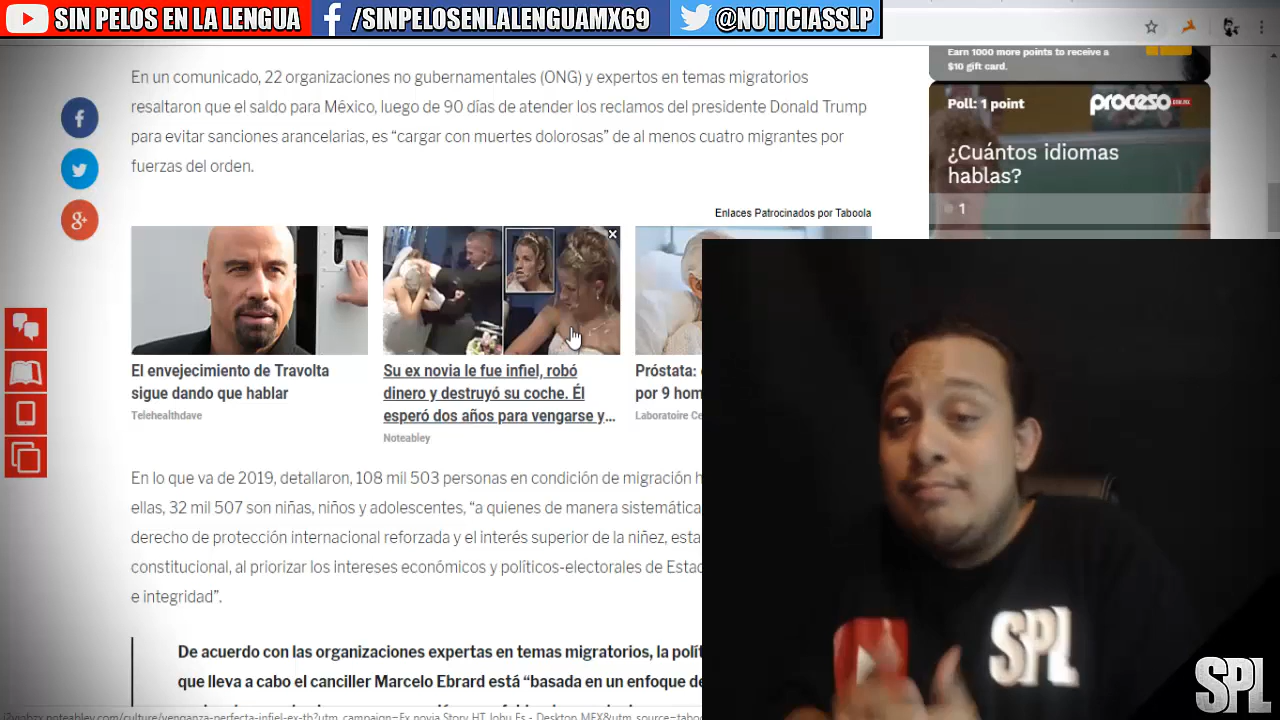 SIN PELOS EN LA LENGUA
/SINPELOSENLALENGUAMX69
@NOTICIASSLP
En un comunicado, 22 organizaciones no gubernamentales (ONG) y expertos en temas migratorios
resaltaron que el saldo para México, luego de 90 días de atender los reclamos del presidente Donald Trump
para evitar sanciones arancelarias, es “cargar con muertes dolorosas” de al menos cuatro migrantes por
fuerzas del orden.
Earn 1000 more points to receive a
$10 gift card.
Poll: 1 point
proceso
¿Cuántos idiomas
hablas?
1
Enlaces Patrocinados por Taboola
El envejecimiento de Travolta
sigue dando que hablar
Telehealthdave
Su ex novia le fue infiel, robó
dinero y destruyó su coche. Él
esperó dos años para vengarse y...
Noteabley
Próstata:
por 9 hom
Laboratoire Ce
En lo que va de 2019, detallaron, 108 mil 503 personas en condición de migración h
ellas, 32 mil 507 son niñas, niños y adolescentes, “a quienes de manera sistemática
derecho de protección internacional reforzada y el interés superior de la niñez, esta
constitucional, al priorizar los intereses económicos y políticos-electorales de Estad
e integridad”.
De acuerdo con las organizaciones expertas en temas migratorios, la polít
que lleva a cabo el canciller Marcelo Ebrard está “basada en un enfoque de
SPL
SPL